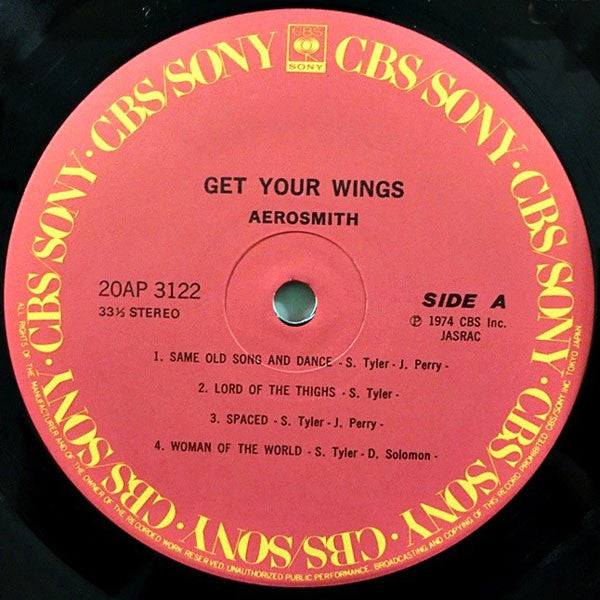 CBS
SONY
CBS/SONY · CBS/SONY · CBS/SONY · CBS/SONY · CBS/SONY · CBS/SONY · CBS/SONY · CBS/SONY
GET YOUR WINGS
AEROSMITH
20AP 3122
33⅓ STEREO
SIDE A
Ⓟ 1974 CBS Inc.
JASRAC
1. SAME OLD SONG AND DANCE - S. Tyler - J. Perry -
2. LORD OF THE THIGHS - S. Tyler -
3. SPACED - S. Tyler - J. Perry -
4. WOMAN OF THE WORLD - S. Tyler - D. Solomon -
ALL RIGHTS OF THE MANUFACTURER AND OF THE OWNER OF THE RECORDED WORK RESERVED UNAUTHORIZED PUBLIC PERFORMANCE, BROADCASTING AND COPYING OF THIS RECORD PROHIBITED CBS/SONY INC TOKYO JAPAN